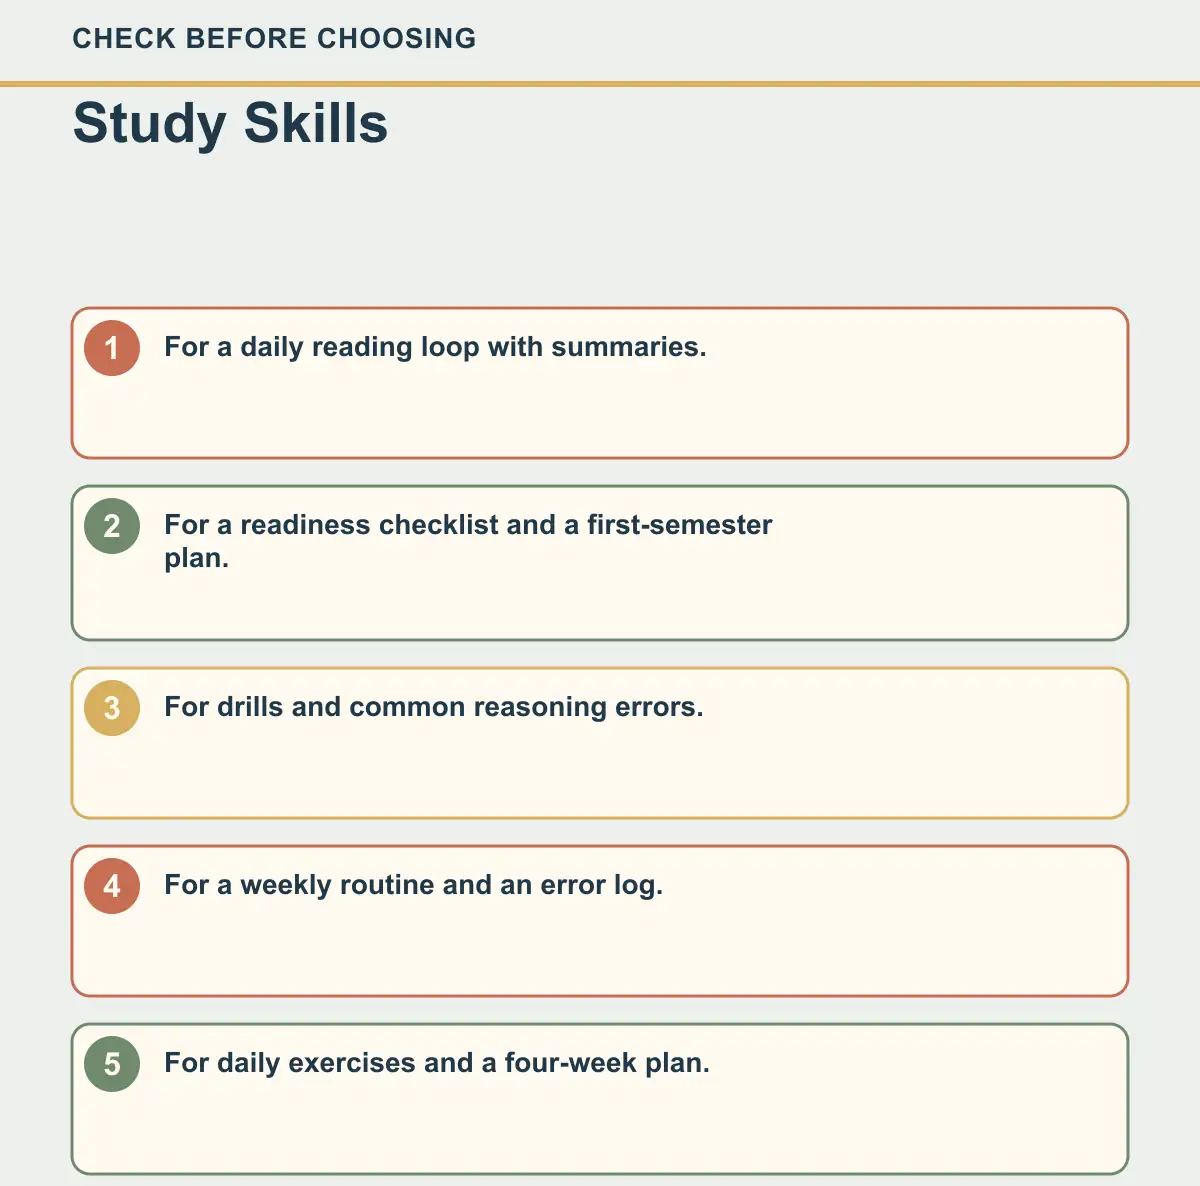 CHECK BEFORE CHOOSING
Study Skills
1
For a daily reading loop with summaries.
2
For a readiness checklist and a first-semester
plan.
3
For drills and common reasoning errors.
4
For a weekly routine and an error log.
5
For daily exercises and a four-week plan.